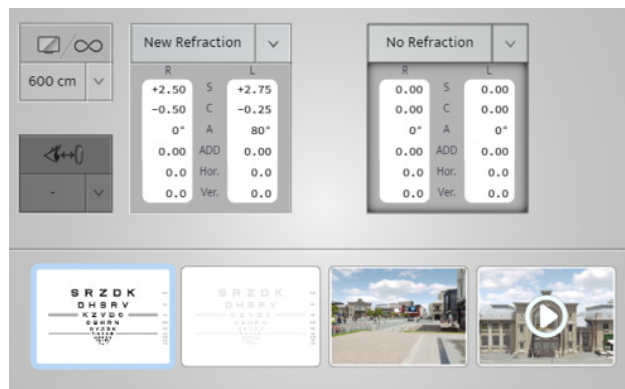 New Refraction
No Refraction
600 cm
R L
+2.50 S +2.75
-0.50 C -0.25
0° A 80°
0.00 ADD 0.00
0.0 Hor. 0.0
0.0 Ver. 0.0
-
R L
0.00 S 0.00
0.00 C 0.00
0° A 0°
0.00 ADD 0.00
0.0 Hor. 0.0
0.0 Ver. 0.0
S R Z D K
D H S R V
K Z V D C
S R Z D K
D H S R V
K Z V D C